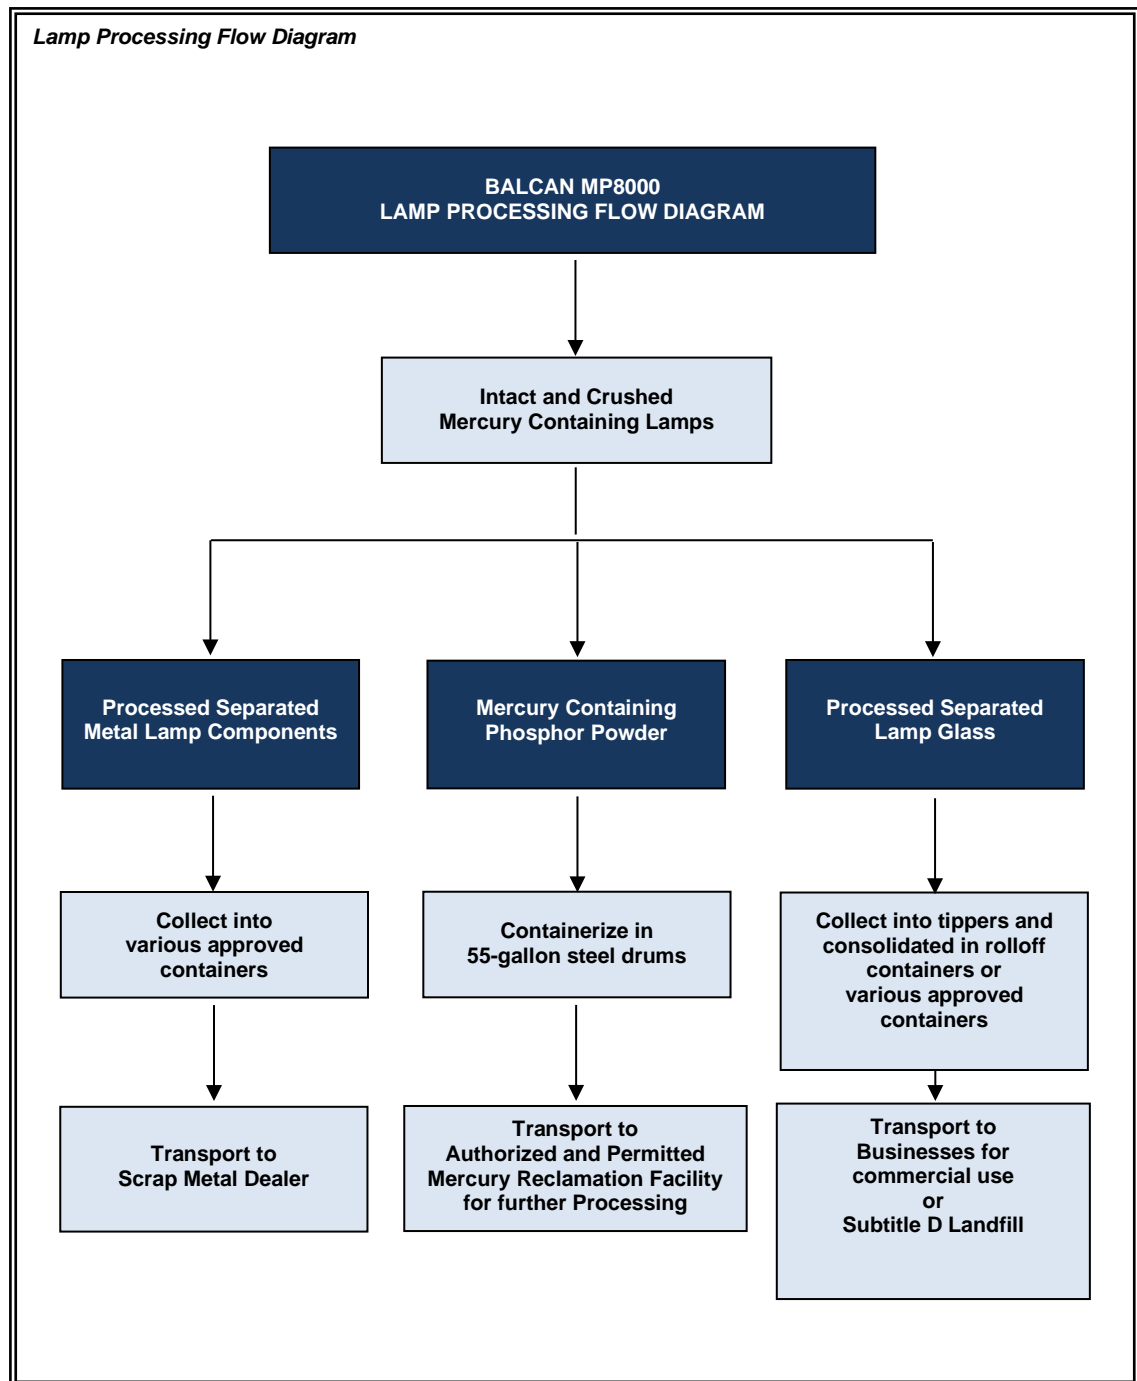 Lamp Processing Flow Diagram
BALCAN MP8000
LAMP PROCESSING FLOW DIAGRAM
Intact and Crushed
Mercury Containing Lamps
Processed Separated
Metal Lamp Components
Mercury Containing
Phosphor Powder
Processed Separated
Lamp Glass
Collect into
various approved
containers
Containerize in
55-gallon steel drums
Collect into tippers and
consolidated in rolloff
containers or
various approved
containers
Transport to
Scrap Metal Dealer
Transport to
Authorized and Permitted
Mercury Reclamation Facility
for further Processing
Transport to
Businesses for
commercial use
or
Subtitle D Landfill